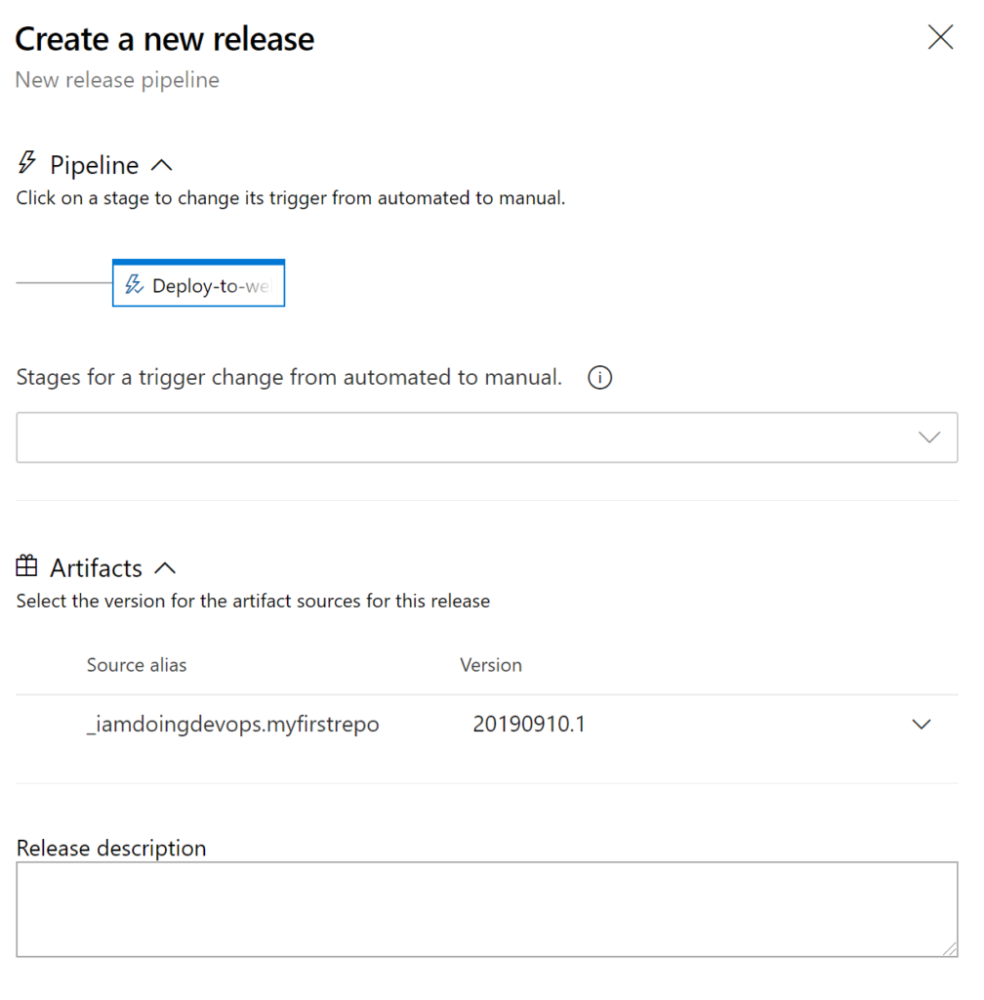 Create a new release
New release pipeline
Pipeline
Click on a stage to change its trigger from automated to manual.
Deploy-to-we
Stages for a trigger change from automated to manual.
Artifacts
Select the version for the artifact sources for this release
Source alias Version
_iamdoingdevops.myfirstrepo 20190910.1
Release description